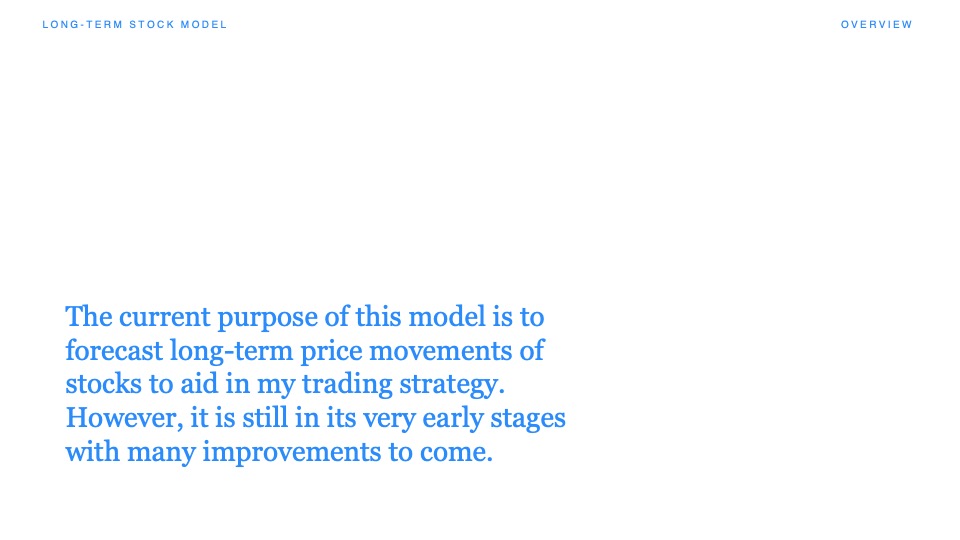 LONG-TERM STOCK MODEL
OVERVIEW
The current purpose of this model is to
forecast long-term price movements of
stocks to aid in my trading strategy.
However, it is still in its very early stages
with many improvements to come.